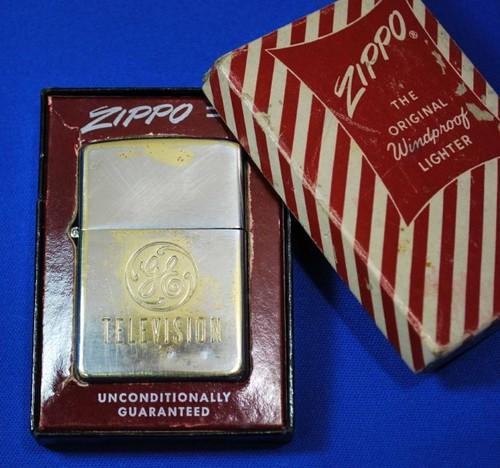 ZIPPO
GE
TELEVISION
UNCONDITIONALLY
GUARANTEED
ZIPPO®
THE
ORIGINAL
Windproof
LIGHTER